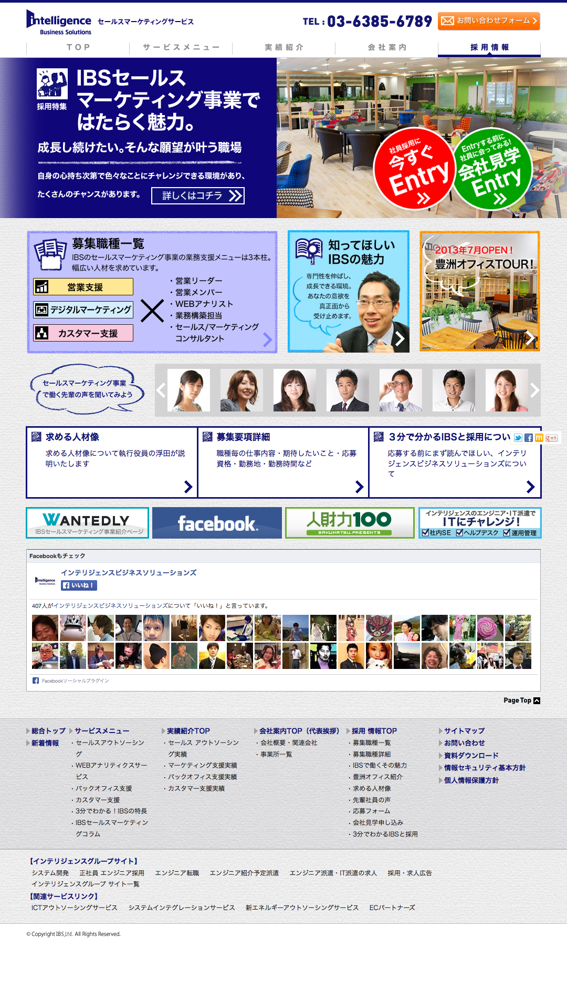 intelligence
Business Solutions
セールスマーケティングサービス
TEL : 03-6385-6789
お問い合わせフォーム
TOP
サービスメニュー
実績紹介
会社案内
採用情報
採用特集
IBSセールス
マーケティング事業で
はたらく魅力。
成長し続けたい。そんな願望が叶う職場
自身の心持ち次第で色々なことにチャレンジできる環境があり、
たくさんのチャンスがあります。
詳しくはコチラ
社員採用に
今すぐ
Entry
Entryする前に
社員に会ってみる!
会社見学
Entry
募集職種一覧
IBSのセールスマーケティング事業の業務支援メニューは3本柱。
幅広い人材を求めています。
営業支援
デジタルマーケティング
カスタマー支援
・営業リーダー
・営業メンバー
・WEBアナリスト
・業務構築担当
・セールス/マーケティング
コンサルタント
知ってほしい
IBSの魅力
専門性を伸ばし、
成長できる環境。
あなたの意欲を
真正面から
受け止めます。
2013年7月OPEN！
豊洲オフィスTOUR！
セールスマーケティング事業
で働く先輩の声を聞いてみよう
求める人材像
求める人材像について執行役員の浮田が説
明いたします
募集要項詳細
職種毎の仕事内容・期待したいこと・応募
資格・勤務地・勤務時間など
３分で分かるIBSと採用につい
応募する前にまず読んでほしい、インテリ
ジェンスビジネスソリューションズについ
て
+1
WANTEDLY
IBSセールスマーケティング事業紹介ページ
facebook.
人財力100
BAKUMATSU.PRESENTS
インテリジェンスのエンジニア・IT派遣で
ITにチャレンジ！
社内SE ヘルプデスク 運用管理
Facebookもチェック
intelligence
Business Solutions
インテリジェンスビジネスソリューションズ
いいね！
407人がインテリジェンスビジネスソリューションズについて「いいね！」と言っています。
Facebookソーシャルプラグイン
Page Top
総合トップ
新着情報
サービスメニュー
・セールスアウトソーシン
グ
・WEBアナリティクスサー
ビス
・バックオフィス支援
・カスタマー支援
・3分でわかる！IBSの特長
・IBSセールスマーケティン
グコラム
実績紹介TOP
・セールス アウトソーシン
グ実績
・マーケティング支援実績
・バックオフィス支援実績
・カスタマー支援実績
会社案内TOP（代表挨拶）
・会社概要・関連会社
・事業所一覧
採用 情報TOP
・募集職種一覧
・募集職種詳細
・IBSで働くその魅力
・豊洲オフィス紹介
・求める人材像
・先輩社員の声
・応募フォーム
・会社見学申し込み
・3分でわかるIBSと採用
サイトマップ
お問い合わせ
資料ダウンロード
情報セキュリティ基本方針
個人情報保護方針
【インテリジェンスグループサイト】
システム開発 正社員 エンジニア採用 エンジニア転職 エンジニア紹介予定派遣 エンジニア派遣・IT派遣の求人 採用・求人広告
インテリジェンスグループ サイト一覧
【関連サービスリンク】
ICTアウトソーシングサービス システムインテグレーションサービス 新エネルギーアウトソーシングサービス ECパートナーズ
© Copyright IBS,Ltd. All Rights Reserved.